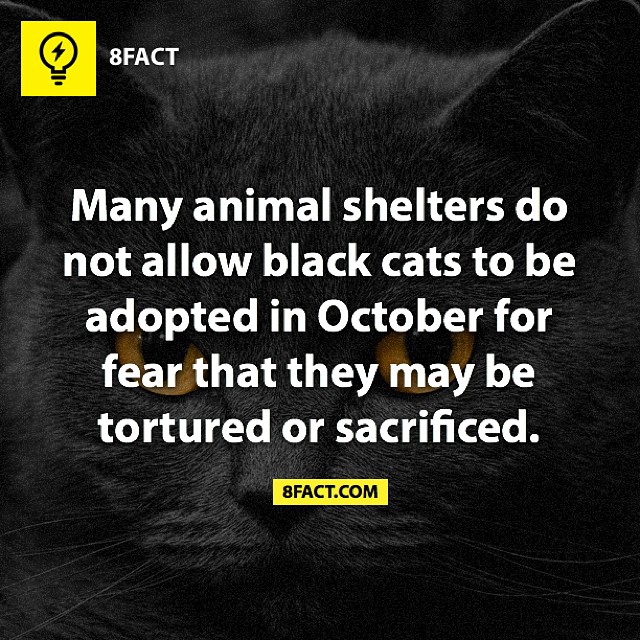 8FACT
Many animal shelters do
not allow black cats to be
adopted in October for
fear that they may be
tortured or sacrificed.
8FACT.COM